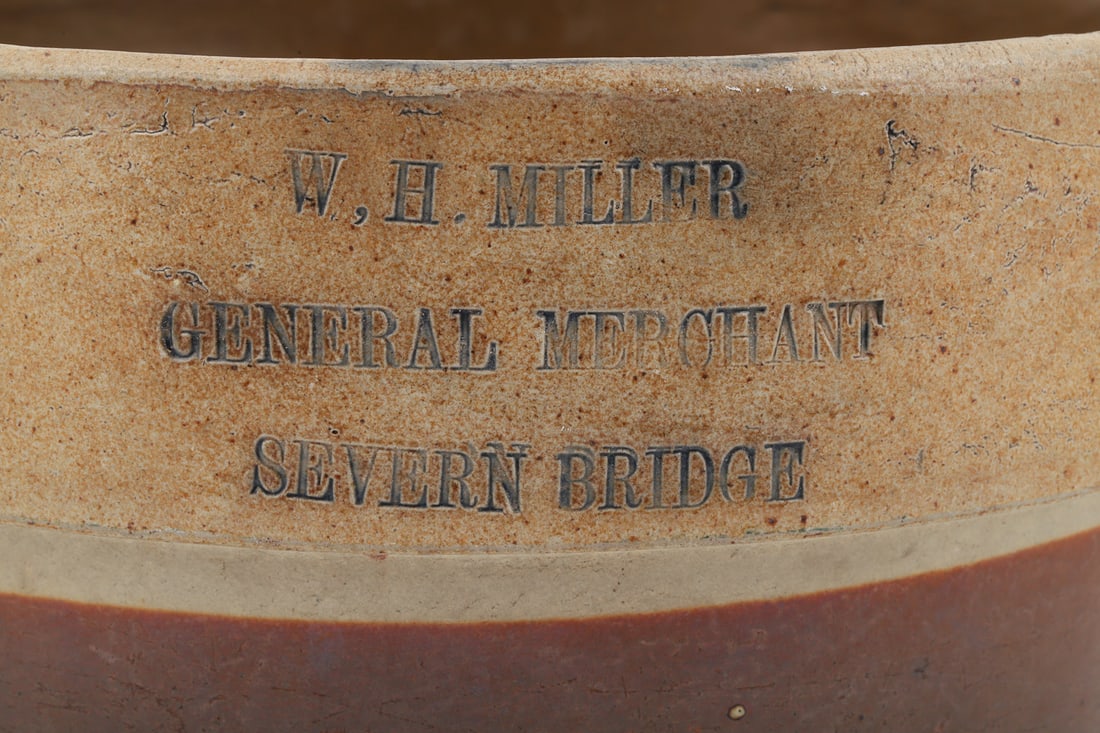 W, H. MILLER
GENERAL MERCHANT
SEVERN BRIDGE